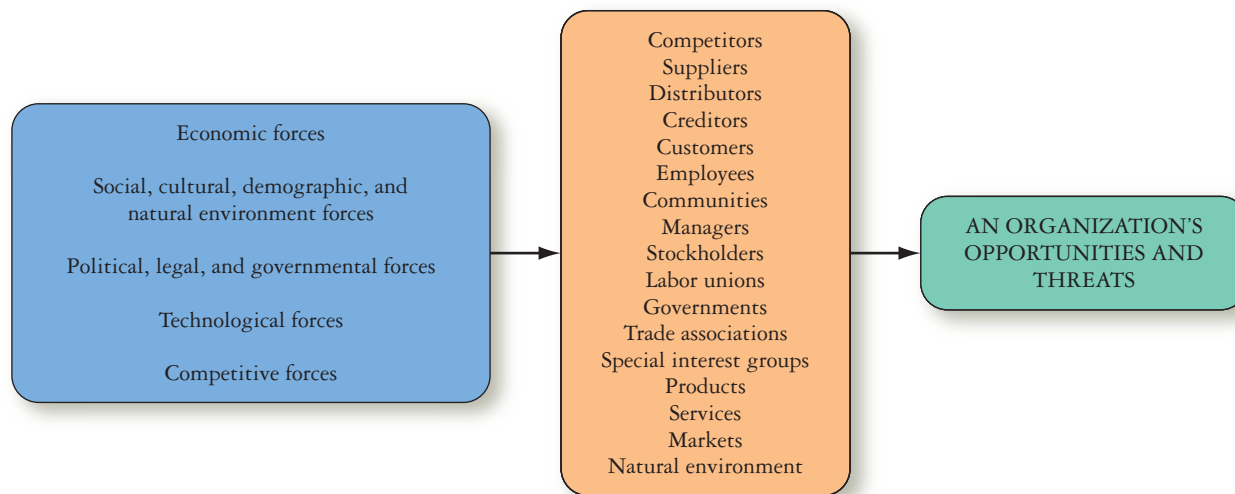 Economic forces
Social, cultural, demographic, and
natural environment forces
Political, legal, and governmental forces
Technological forces
Competitive forces
Competitors
Suppliers
Distributors
Creditors
Customers
Employees
Communities
Managers
Stockholders
Labor unions
Governments
Trade associations
Special interest groups
Products
Services
Markets
Natural environment
AN ORGANIZATION’S
OPPORTUNITIES AND
THREATS